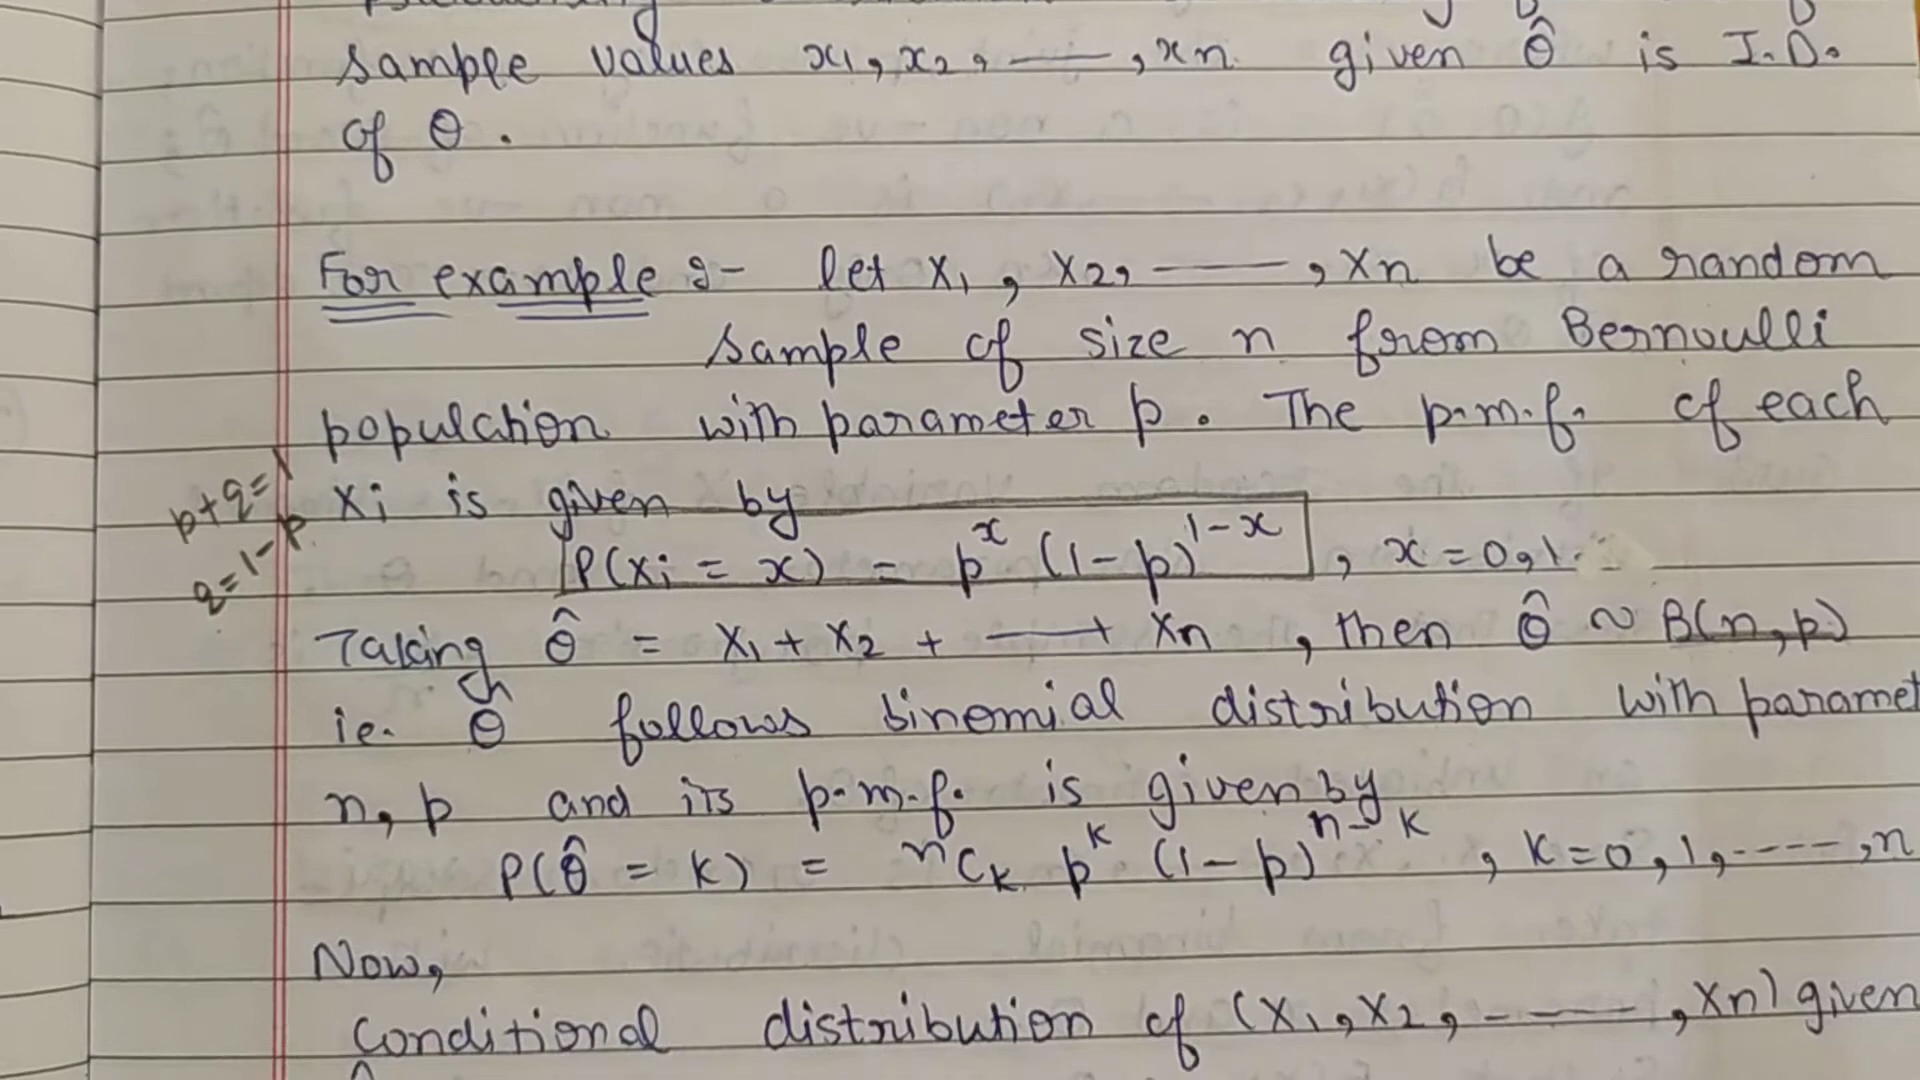 sample values x1, x2, —, xn given θ̂ is I.D.
of θ.
For example :- let x1, x2, —, xn be a random
sample of size n from Bernoulli
population with parameter p. The p.m.f. of each
p+q=1
q=1-p
xi is given by
P(xi = x) = p^x (1-p)^1-x, x=0,1.
Taking θ̂ = x1 + x2 + — + xn, then θ̂ ~ B(n,p)
ie. θ̂ follows binomial distribution with paramet
n, p and its p.m.f. is given by
P(θ̂ = k) = nCk p^k (1-p)^n-k, k=0,1,----,n
Now,
Conditional distribution of (x1, x2, ----, xn) given